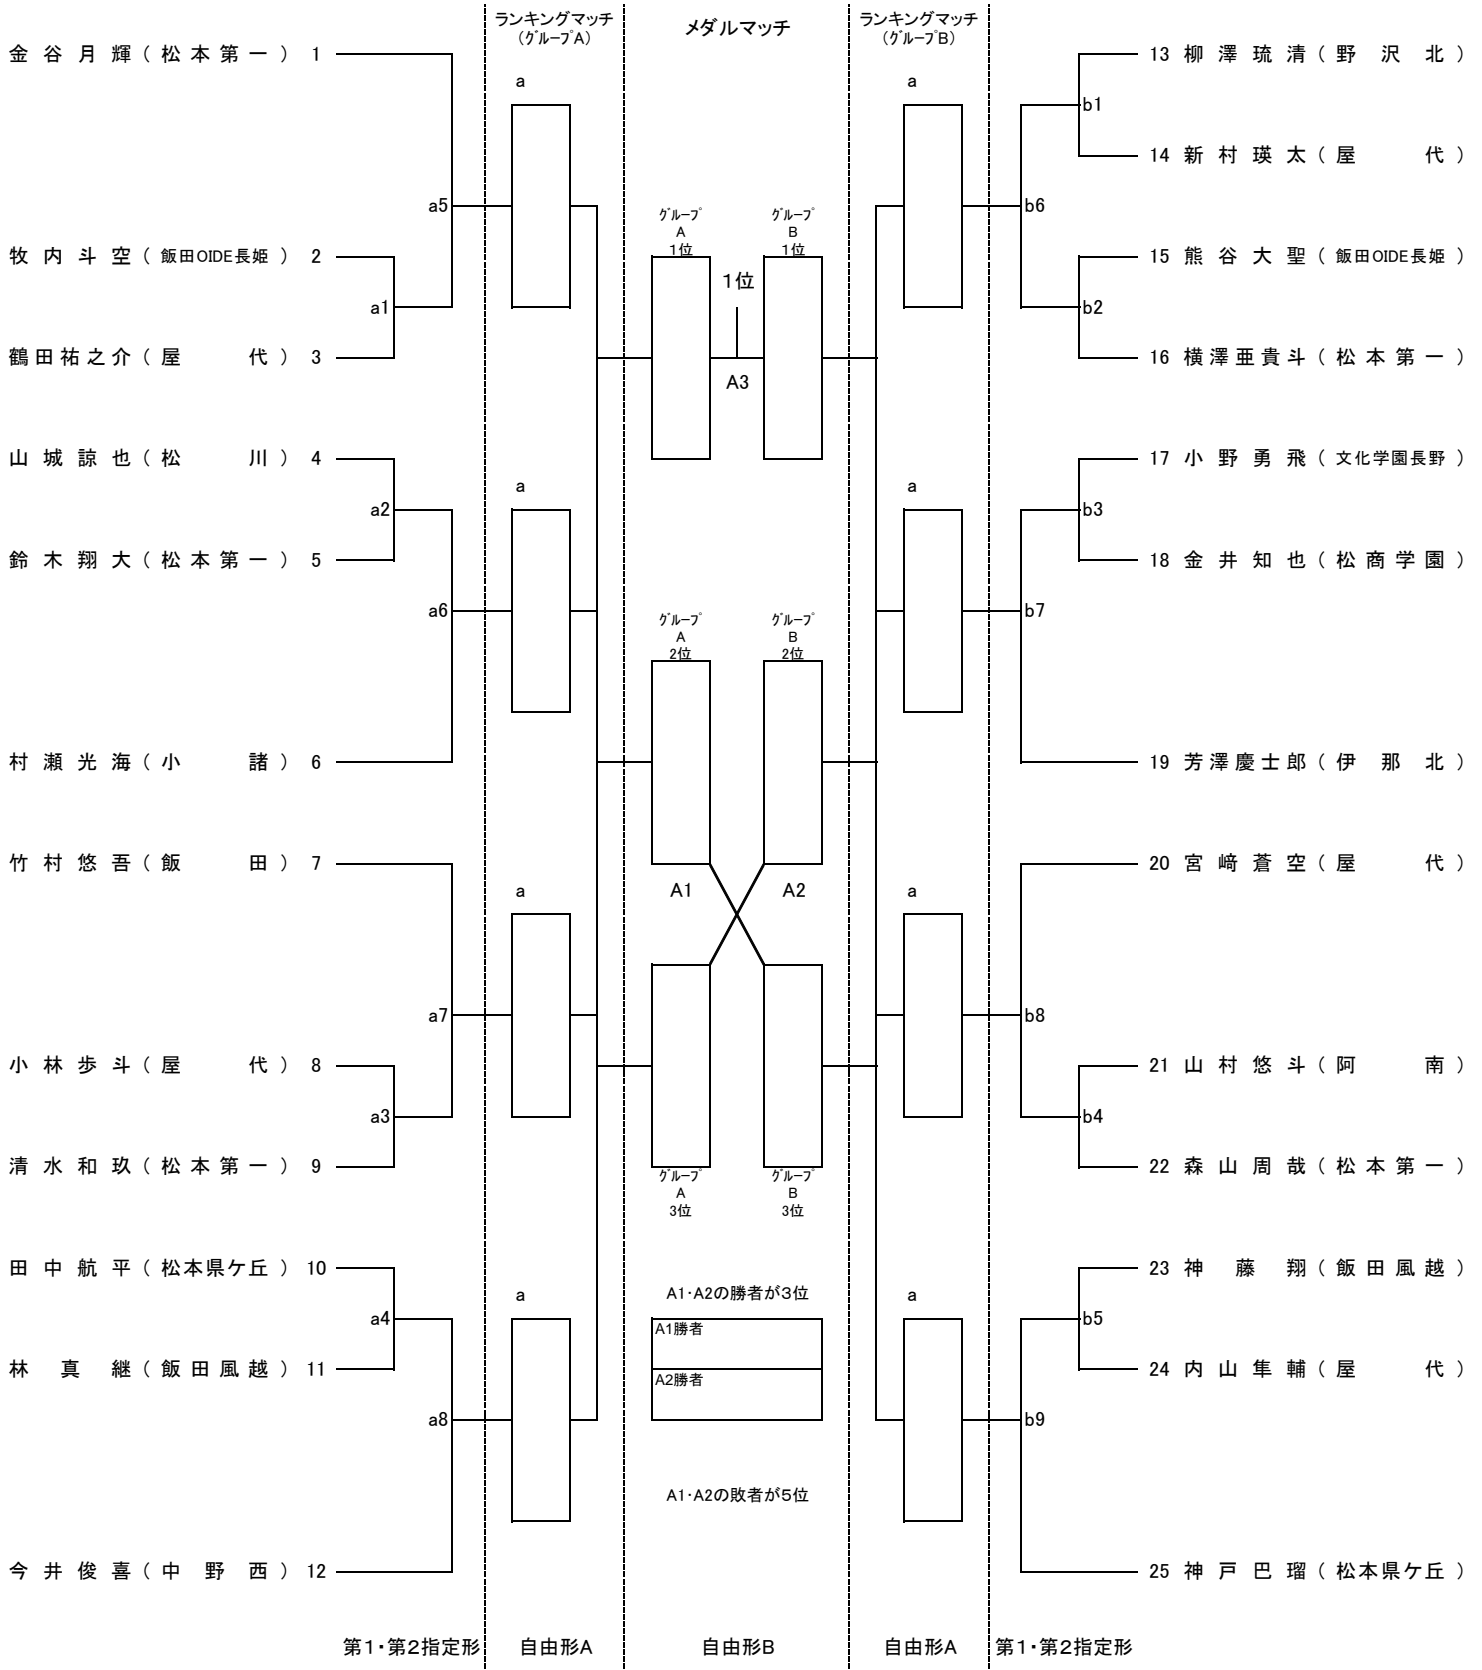 ランキングマッチ
（グループA）
メダルマッチ
ランキングマッチ
（グループB）
金谷月輝（松本第一） 1
13 柳澤琉清（野沢北）
a
a
b1
14 新村瑛太（屋代）
a5
b6
グループ
A
1位
グループ
B
1位
牧内斗空（飯田OIDE長姫） 2
15 熊谷大聖（飯田OIDE長姫）
1位
a1
b2
鶴田祐之介（屋代） 3
16 横澤亜貴斗（松本第一）
A3
山城諒也（松川） 4
17 小野勇飛（文化学園長野）
a
a
a2
b3
鈴木翔大（松本第一） 5
18 金井知也（松商学園）
a6
b7
グループ
A
2位
グループ
B
2位
村瀬光海（小諸） 6
19 芳澤慶士郎（伊那北）
竹村悠吾（飯田） 7
20 宮﨑蒼空（屋代）
a
A1
A2
a
a7
b8
小林歩斗（屋代） 8
21 山村悠斗（阿南）
a3
b4
清水和玖（松本第一） 9
22 森山周哉（松本第一）
グループ
A
3位
グループ
B
3位
田中航平（松本県ケ丘） 10
23 神藤翔（飯田風越）
a
A1・A2の勝者が3位
a
a4
A1勝者
b5
林真継（飯田風越） 11
24 内山隼輔（屋代）
A2勝者
a8
b9
A1・A2の敗者が5位
今井俊喜（中野西） 12
25 神戸巴瑠（松本県ケ丘）
第1・第2指定形
自由形A
自由形B
自由形A
第1・第2指定形